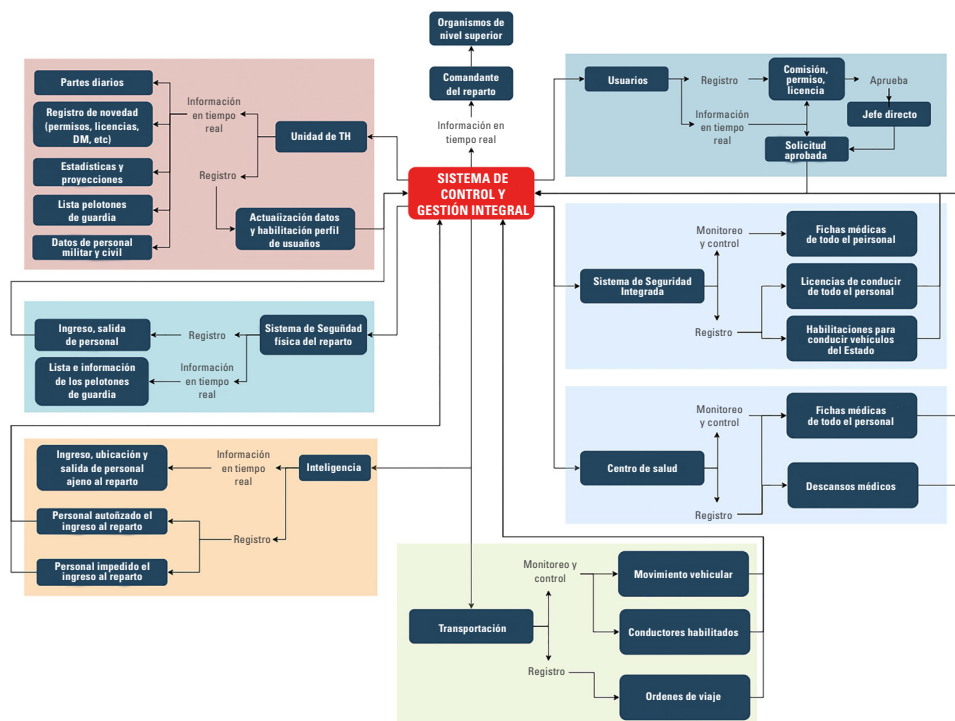 Organismos de
nivel superior
Comandante
del reparto
Información en
tiempo real
SISTEMA DE
CONTROL Y
GESTIÓN INTEGRAL
Partes diarios
Registro de novedad
(permisos, licencias,
DM, etc)
Estadísticas y
proyecciones
Lista pelotones
de guardia
Datos de personal
militar y civil
Información
en tiempo
real
Registro
Unidad de TH
Actuaiización datos
y habilitación perfil
de usuaños
Usuarios
Registro
Información
en tiempo
real
Comisión,
permiso,
licencia
Aprueba
Jefe directo
Solicitud
aprobada
Sistema de Seguridad
Integrada
Monitoreo
y control
Registro
Fichas médicas
de todo el peirsonal
Licencias de conducir
de todo el personal
Habilitaciones para
conducir vehículos
del Estado
Ingreso, salida
de personal
Registro
Sistema de Seguñdad
física del reparto
Lista e información
de los pelotones
de guardia
Información
en tiempo
real
Centro de salud
Monitoreo
y control
Registro
Fichas médicas
de todo el personal
Descansos médicos
Ingreso, ubicación y
salida de personal
ajeno al reparto
Información
en tiempo
real
Inteligencia
Personal autoñzado el
ingreso al reparto
Registro
Personal impedido el
ingreso al reparto
Transportación
Monitoreo y
control
Registro
Movimiento vehicular
Conductores habilitados
Ordenes de viaje